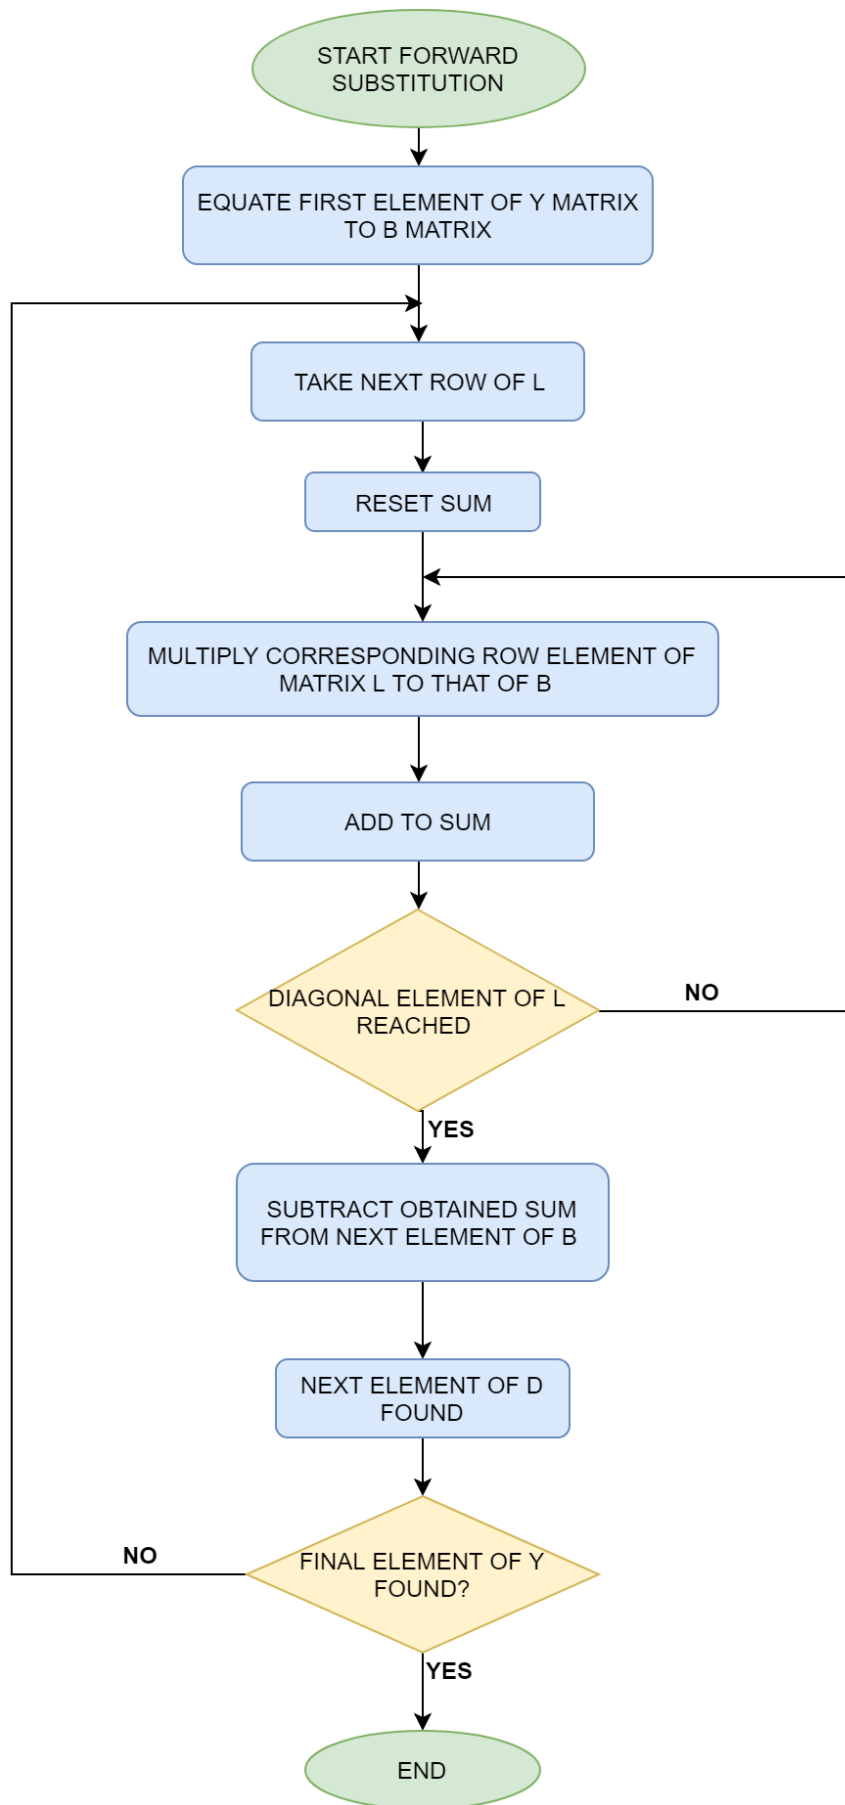 START FORWARD
SUBSTITUTION
EQUATE FIRST ELEMENT OF Y MATRIX
TO B MATRIX
TAKE NEXT ROW OF L
RESET SUM
MULTIPLY CORRESPONDING ROW ELEMENT OF
MATRIX L TO THAT OF B
ADD TO SUM
DIAGONAL ELEMENT OF L
REACHED
NO
YES
SUBTRACT OBTAINED SUM
FROM NEXT ELEMENT OF B
NEXT ELEMENT OF D
FOUND
NO
FINAL ELEMENT OF Y
FOUND?
YES
END